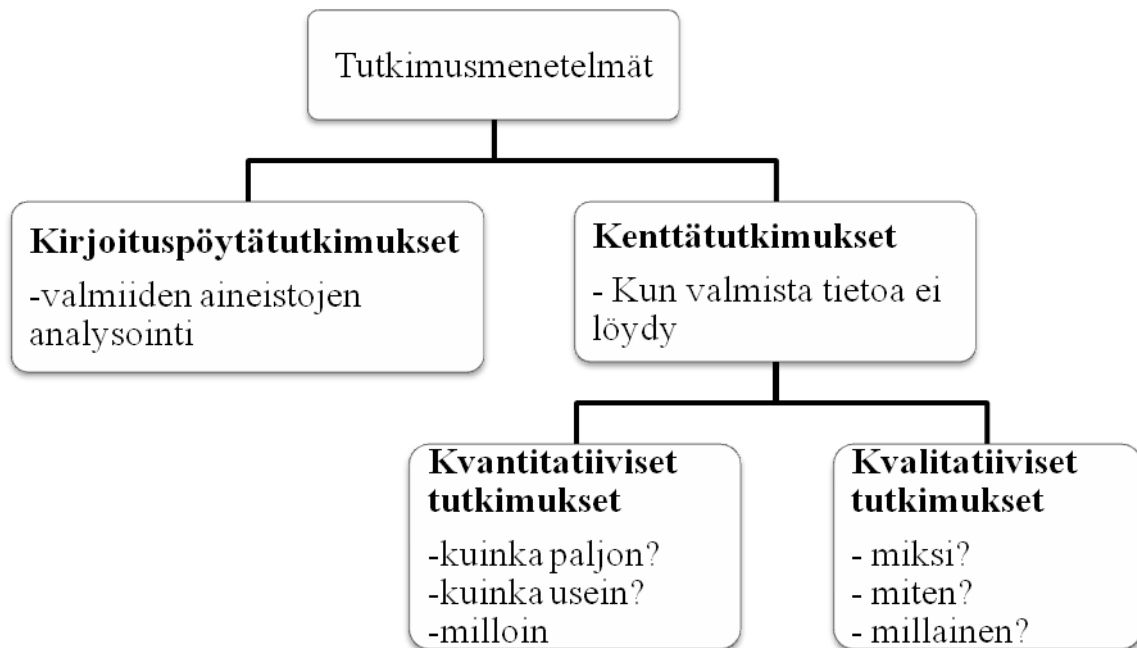 Tutkimusmenetelmät
Kirjoituspöytätutkimukset
-valmiiden aineistojen
analysointi
Kenttätutkimukset
- Kun valmista tietoa ei
löydy
Kvantitatiiviset
tutkimukset
-kuinka paljon?
-kuinka usein?
-milloin
Kvalitatiiviset
tutkimukset
- miksi?
- miten?
- millainen?